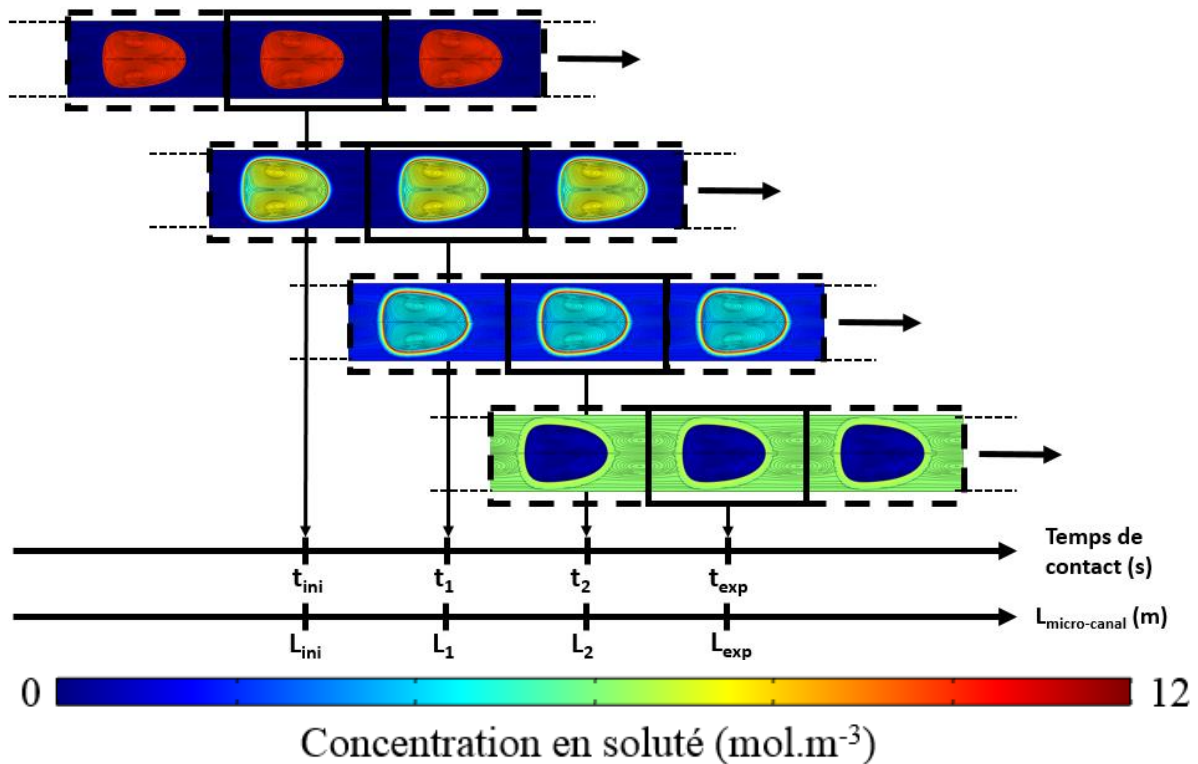 Temps de
contact (s)
t_ini t_1 t_2 t_exp
L_micro-canal (m)
L_ini L_1 L_2 L_exp
0 12
Concentration en soluté (mol.m⁻³)